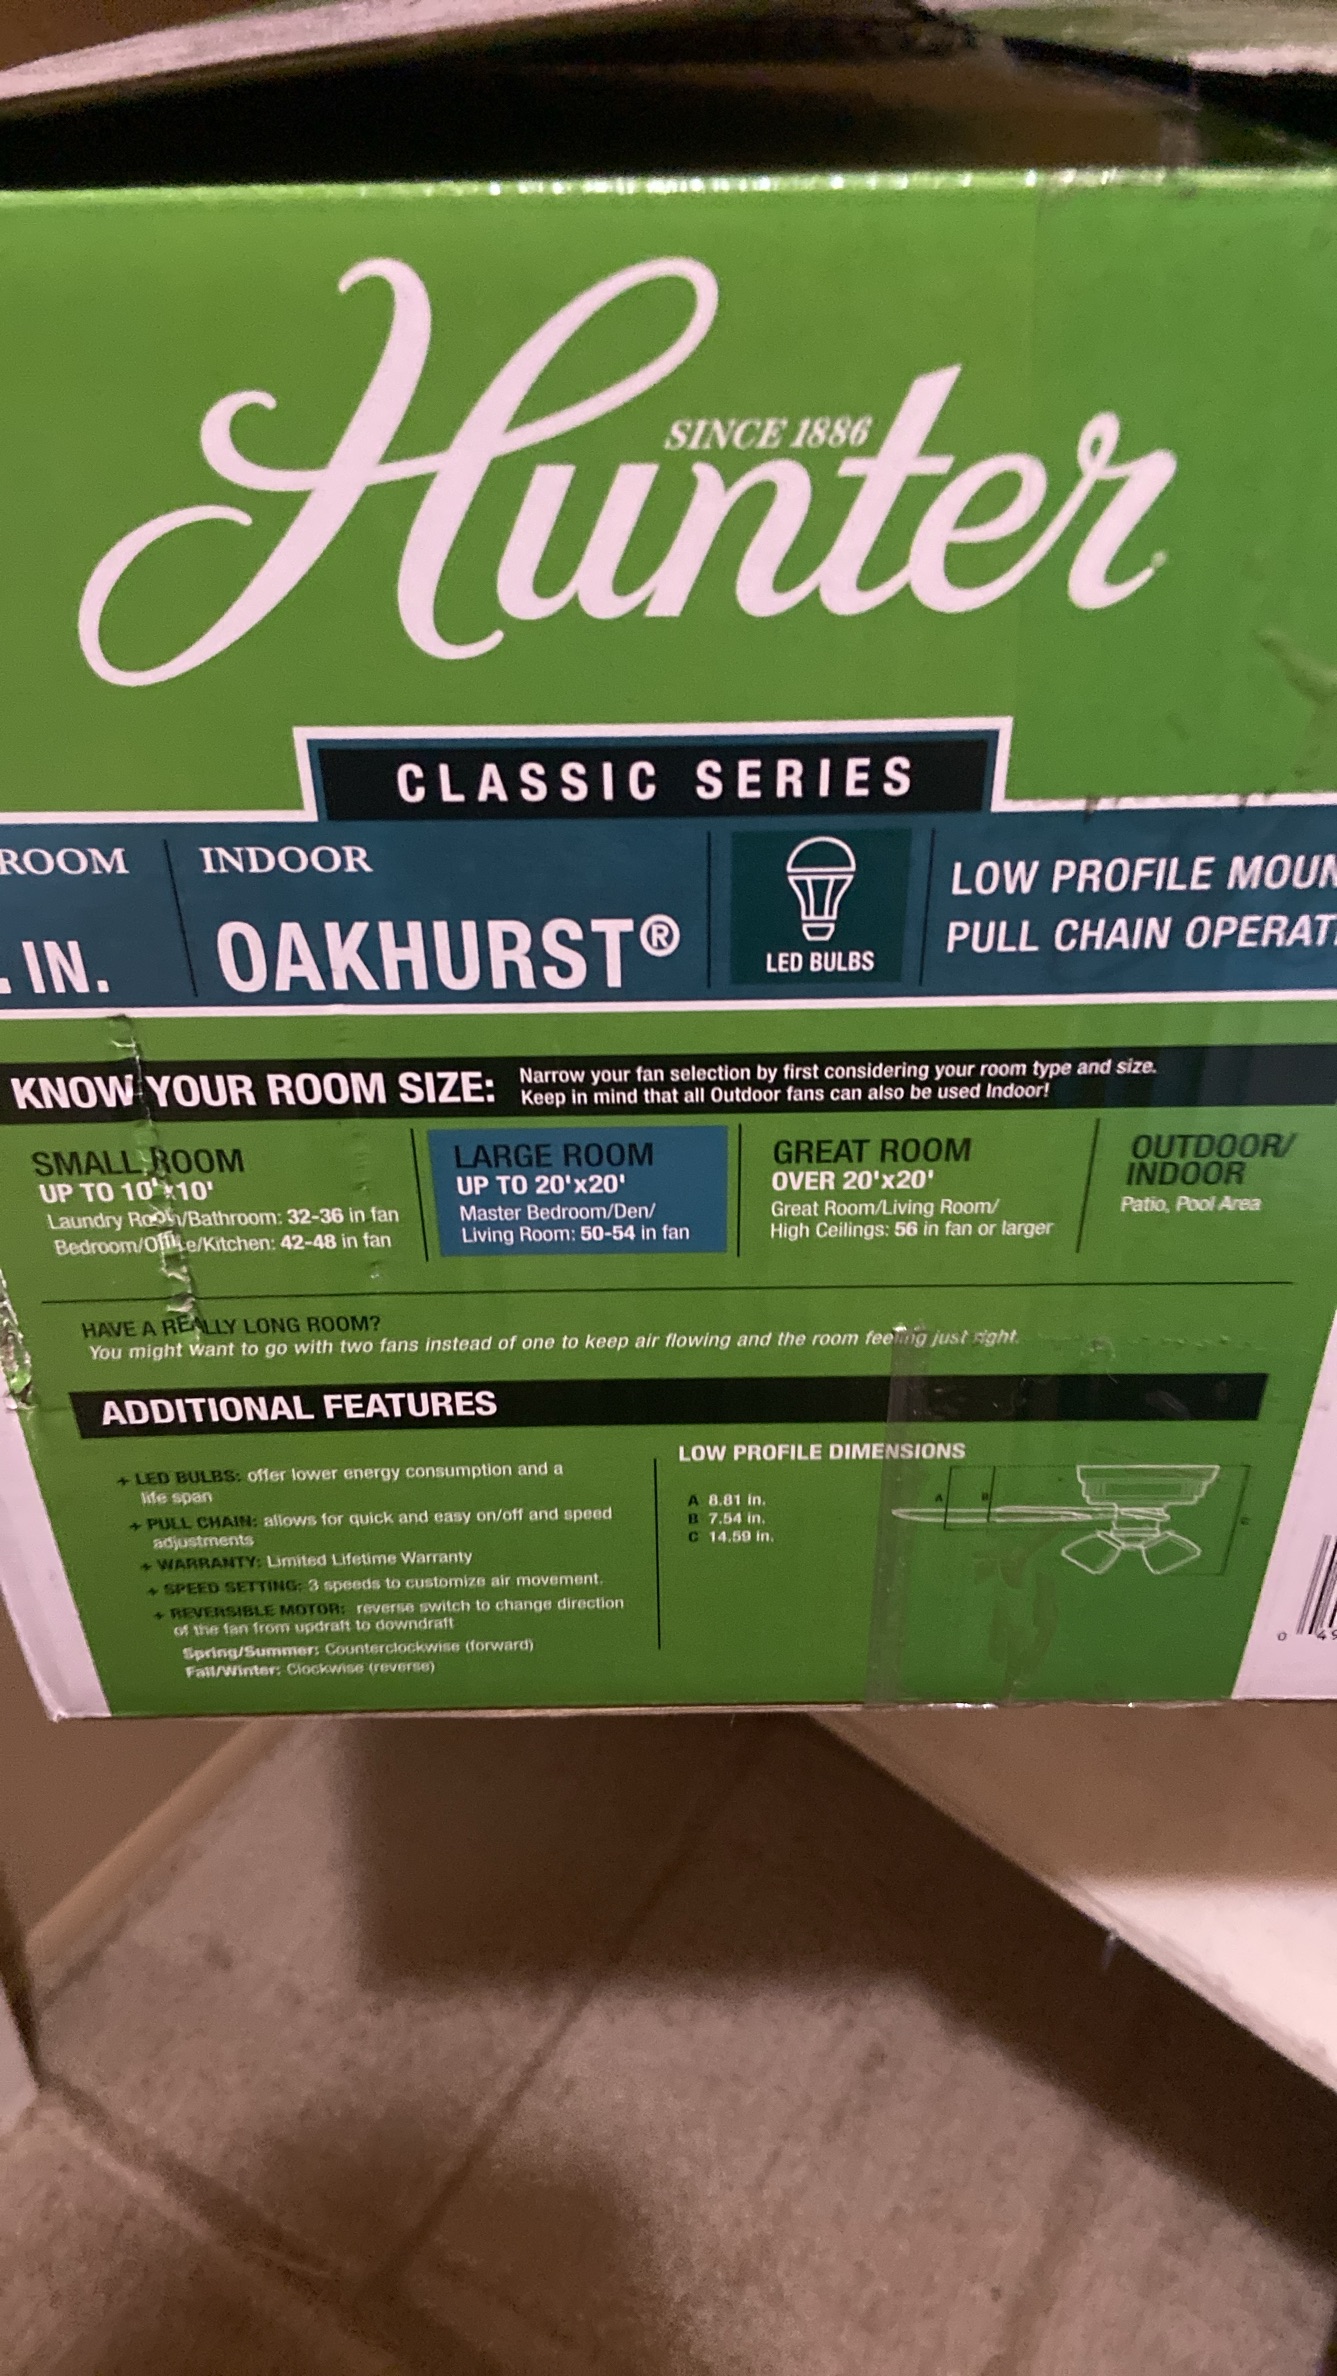 Hunter
SINCE 1886
CLASSIC SERIES
ROOM
IN.
INDOOR
OAKHURST®
LED BULBS
LOW PROFILE MOUN
PULL CHAIN OPERAT
KNOW YOUR ROOM SIZE:
Narrow your fan selection by first considering your room type and size.
Keep in mind that all Outdoor fans can also be used Indoor!
SMALL ROOM
UP TO 10'x10'
Laundry Room/Bathroom: 32-36 in fan
Bedroom/Office/Kitchen: 42-48 in fan
LARGE ROOM
UP TO 20'x20'
Master Bedroom/Den/
Living Room: 50-54 in fan
GREAT ROOM
OVER 20'x20'
Great Room/Living Room/
High Ceilings: 56 in fan or larger
OUTDOOR/
INDOOR
Patio, Pool Area
HAVE A REALLY LONG ROOM?
You might want to go with two fans instead of one to keep air flowing and the room feeling just right.
ADDITIONAL FEATURES
+ LED BULBS: offer lower energy consumption and a
life span
+ PULL CHAIN: allows for quick and easy on/off and speed
adjustments
+ WARRANTY: Limited Lifetime Warranty
+ SPEED SETTING: 3 speeds to customize air movement.
+ REVERSIBLE MOTOR: reverse switch to change direction
of the fan from updraft to downdraft
Spring/Summer: Counterclockwise (forward)
Fall/Winter: Clockwise (reverse)
LOW PROFILE DIMENSIONS
A 8.81 in.
B 7.54 in.
C 14.59 in.
A
B
C
0 49